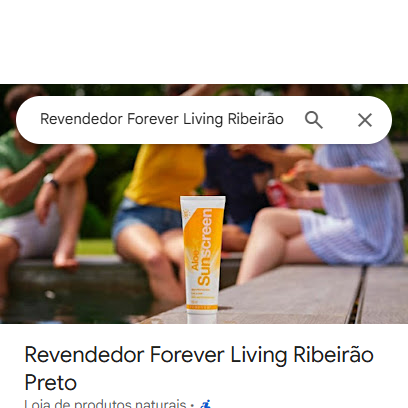 Revendedor Forever Living Ribeirão
Aloe
Sunscreen
Revendedor Forever Living Ribeirão
Preto
Loja de produtos naturais ·